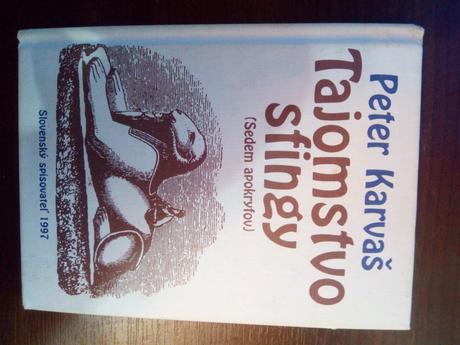 Peter Karvaš
Tajomstvo
sfingy
(Sedem apokryfov)
Slovenský spisovateľ 1997